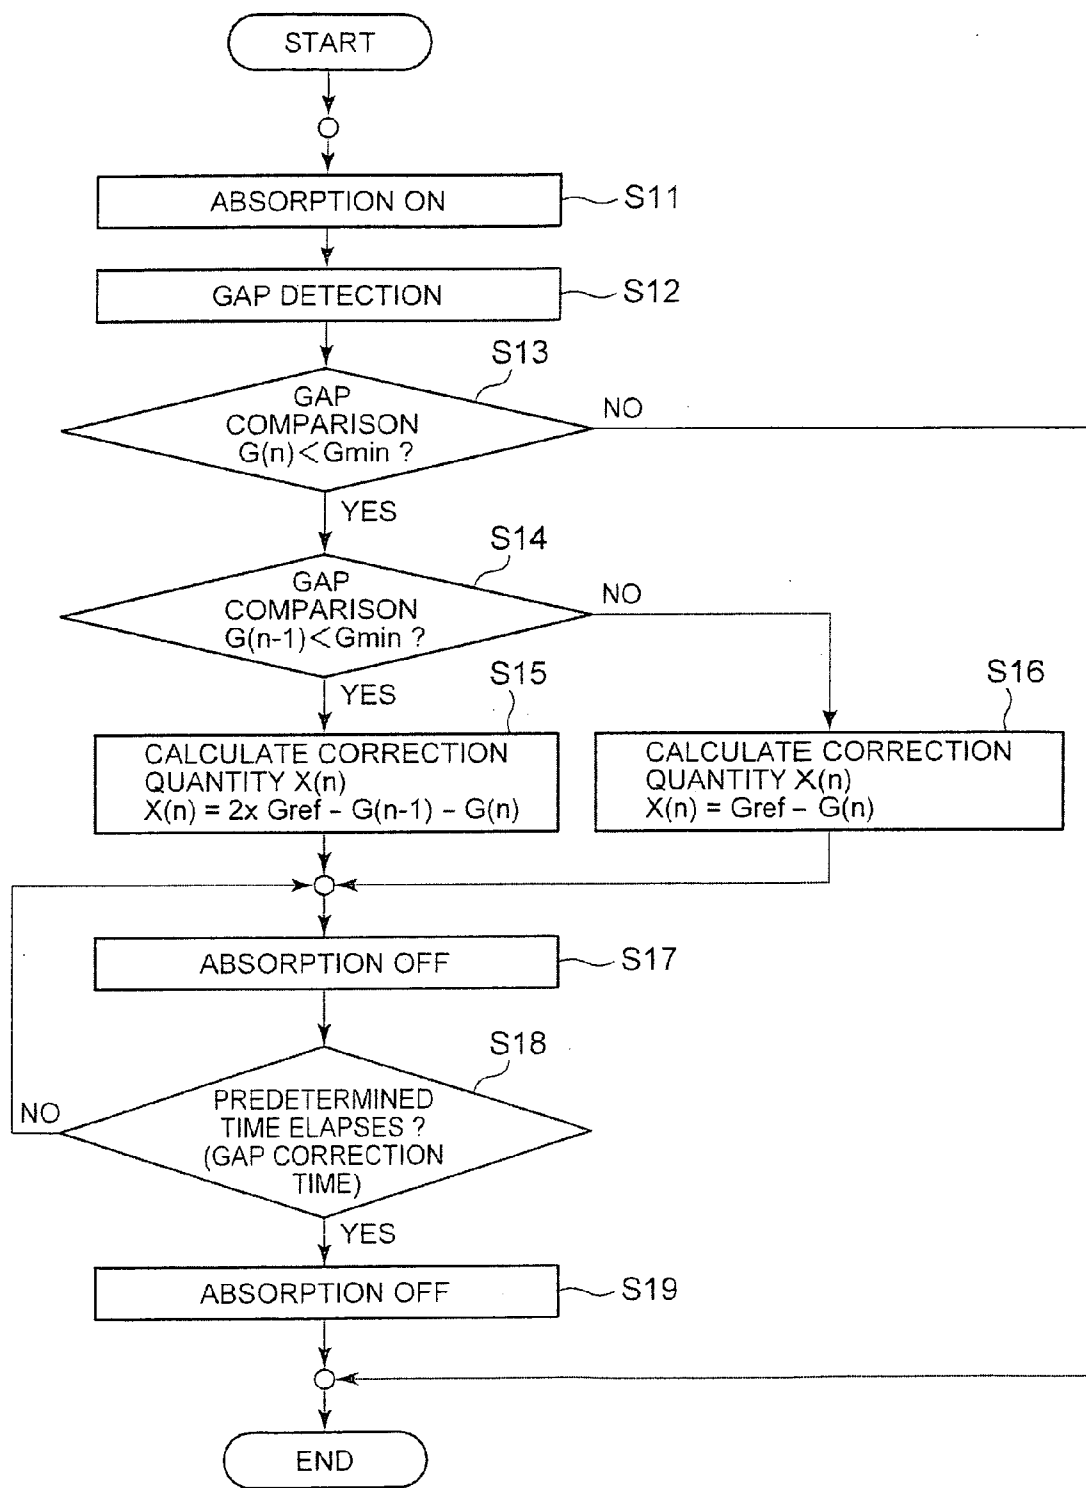 START
ABSORPTION ON
S11
GAP DETECTION
S12
S13
GAP
COMPARISON
G(n)<Gmin ?
NO
YES
S14
GAP
COMPARISON
G(n-1)<Gmin ?
NO
YES
S15
CALCULATE CORRECTION
QUANTITY X(n)
X(n) = 2x Gref – G(n-1) – G(n)
S16
CALCULATE CORRECTION
QUANTITY X(n)
X(n) = Gref – G(n)
ABSORPTION OFF
S17
S18
PREDETERMINED
TIME ELAPSES ?
(GAP CORRECTION
TIME)
NO
YES
ABSORPTION OFF
S19
END